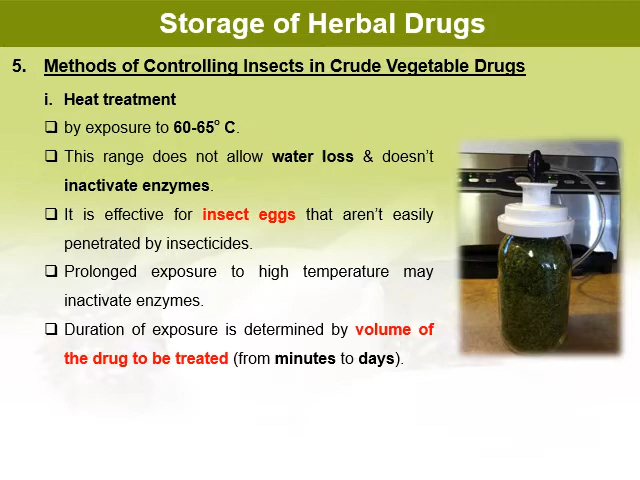 Storage of Herbal Drugs
5. Methods of Controlling Insects in Crude Vegetable Drugs
i. Heat treatment
❑ by exposure to 60-65° C.
❑ This range does not allow water loss & doesn't
inactivate enzymes.
❑ It is effective for insect eggs that aren't easily
penetrated by insecticides.
❑ Prolonged exposure to high temperature may
inactivate enzymes.
❑ Duration of exposure is determined by volume of
the drug to be treated (from minutes to days).